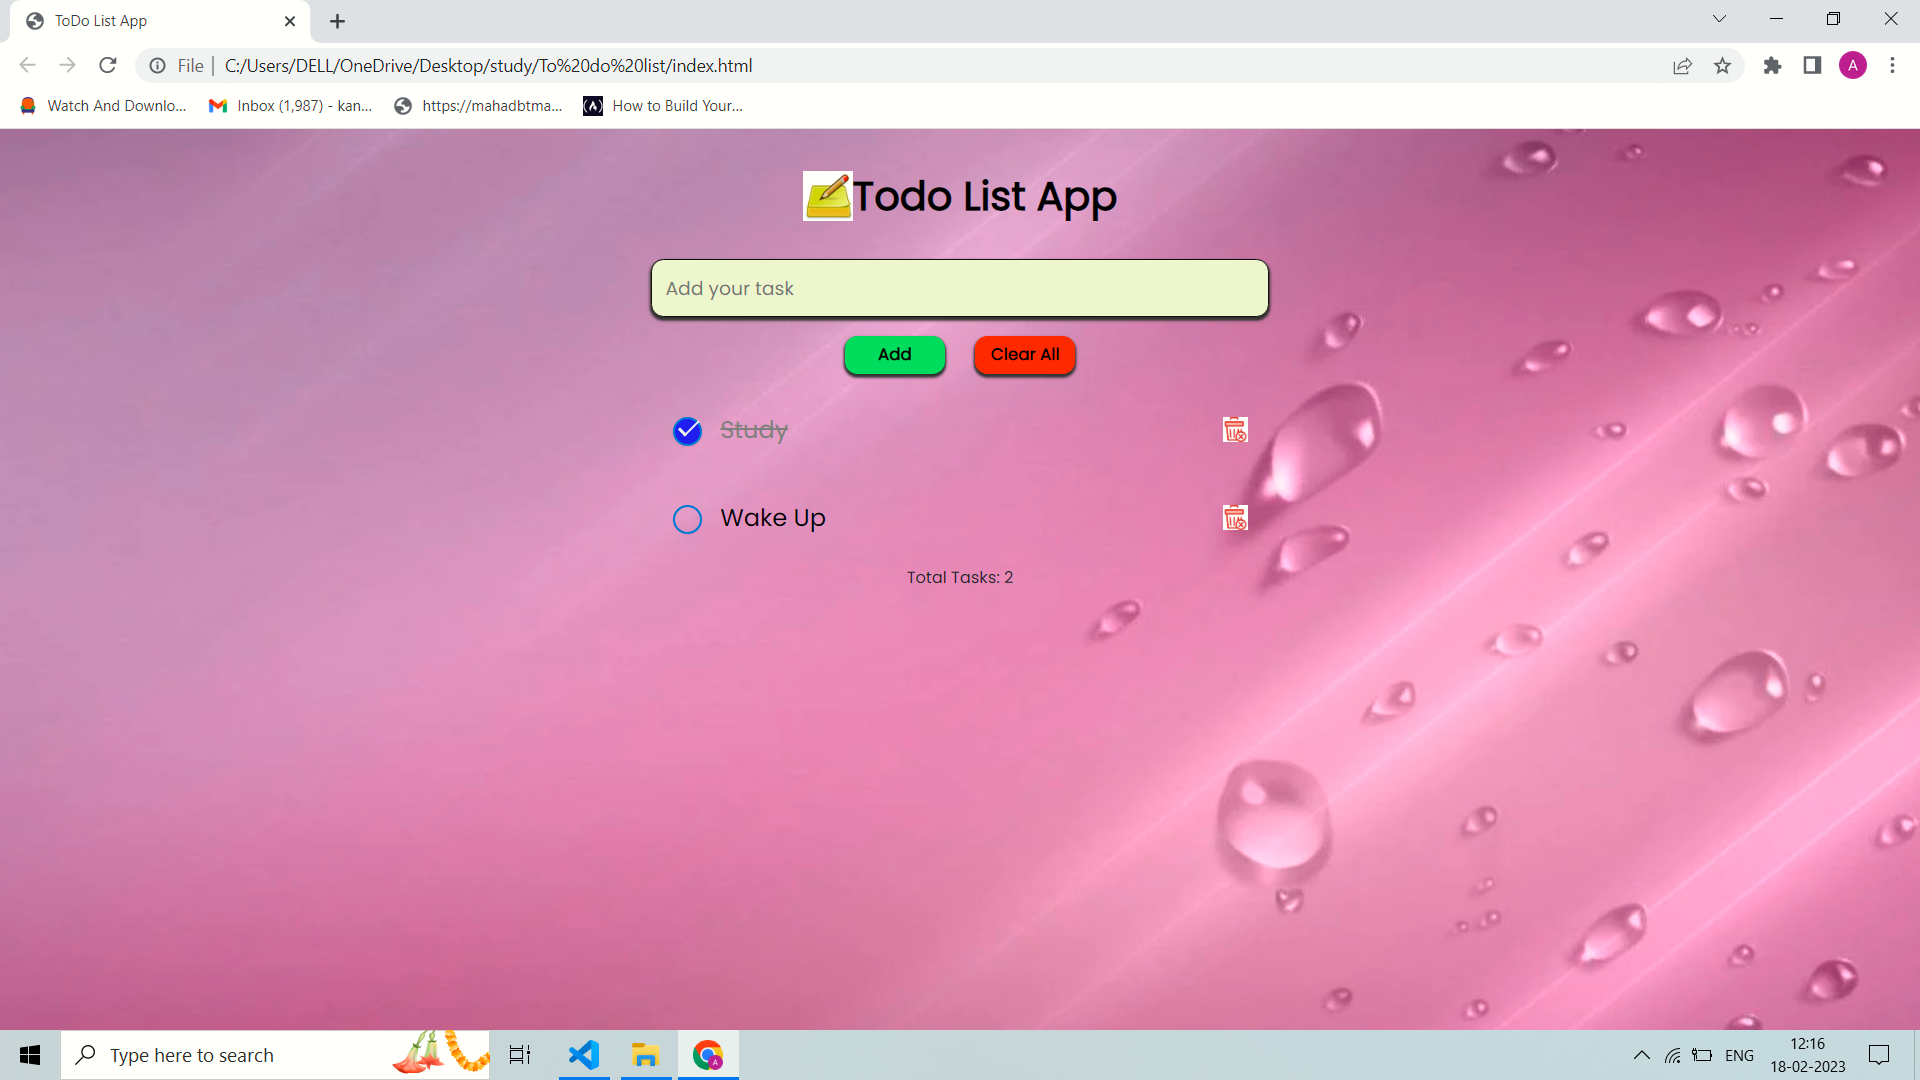 ToDo List App
File
C:/Users/DELL/OneDrive/Desktop/study/To%20do%20list/index.html
A
Watch And Downlo...
Inbox (1,987) - kan...
https://mahadbtma...
How to Build Your...
Todo List App
Add your task
Add
Clear All
Study
Wake Up
Total Tasks: 2
Type here to search
A
ENG
12:16
18-02-2023